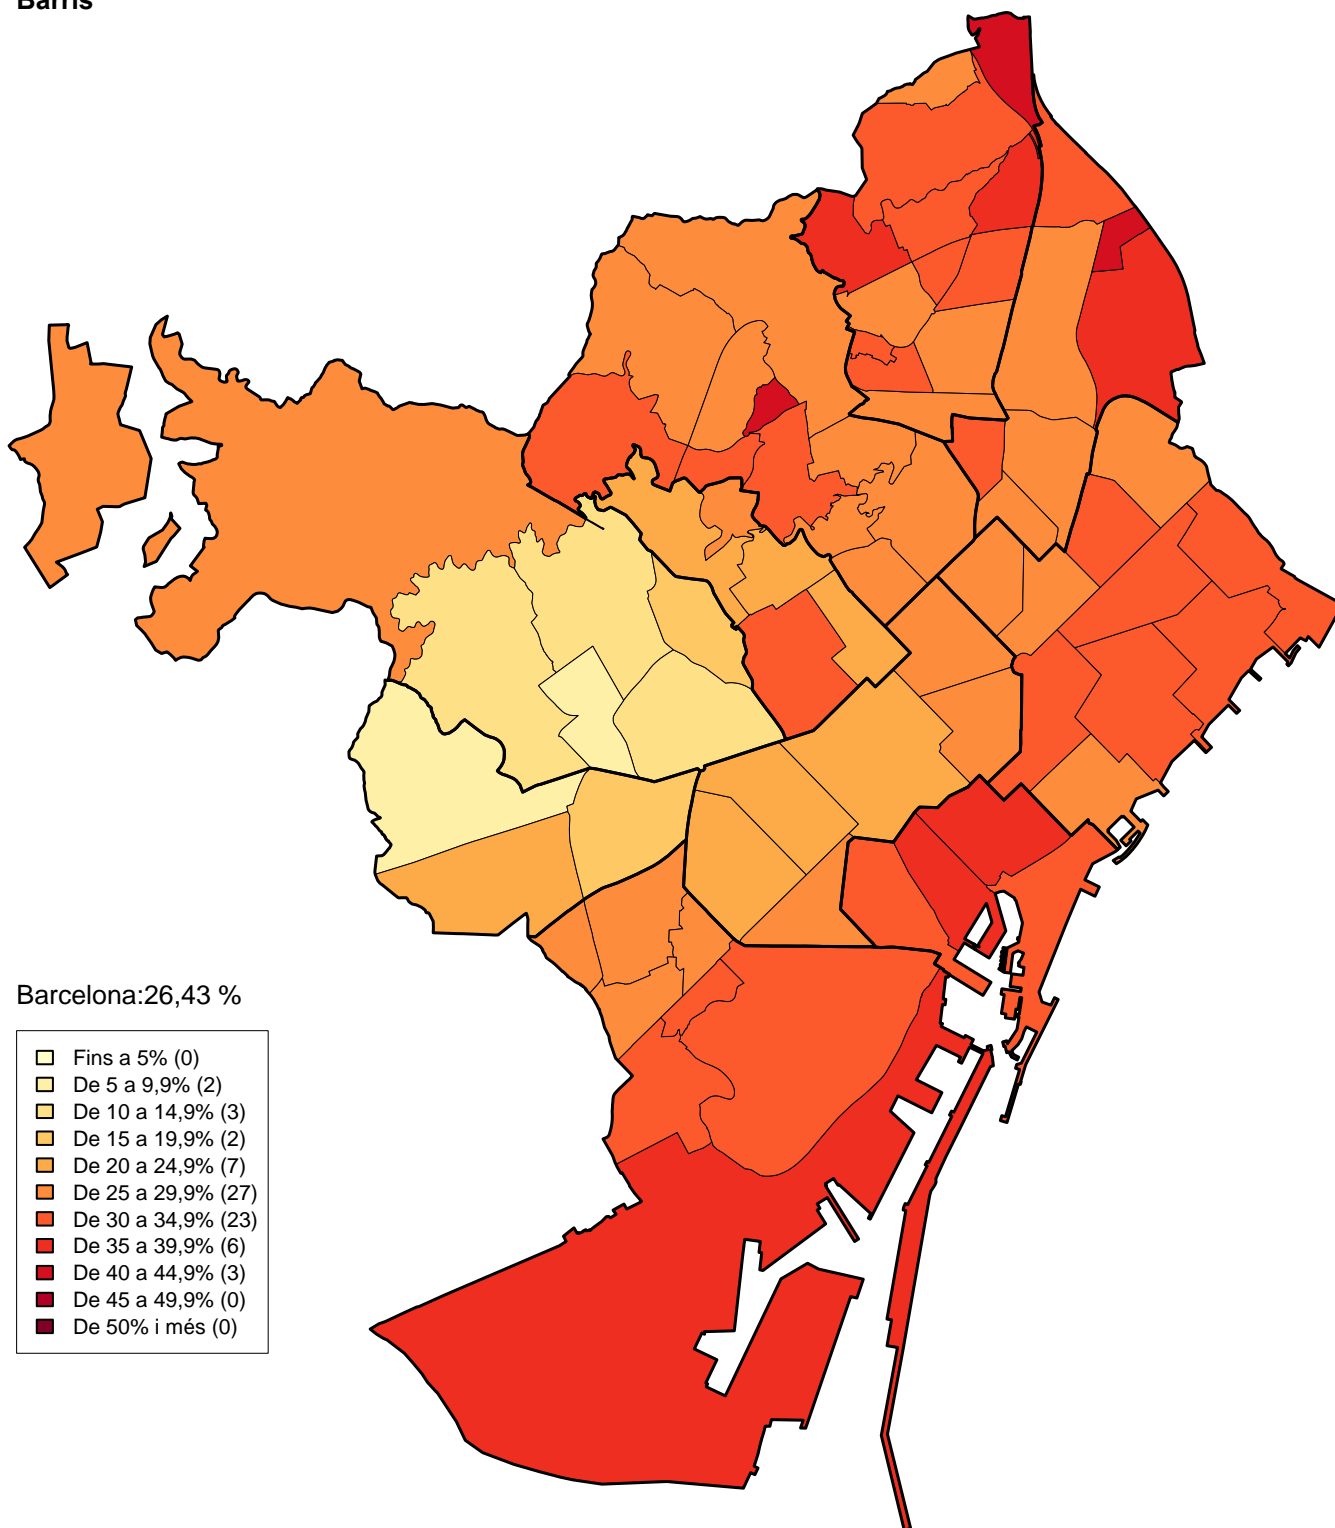 Barris
Barcelona:26,43 %
Fins a 5% (0)
De 5 a 9,9% (2)
De 10 a 14,9% (3)
De 15 a 19,9% (2)
De 20 a 24,9% (7)
De 25 a 29,9% (27)
De 30 a 34,9% (23)
De 35 a 39,9% (6)
De 40 a 44,9% (3)
De 45 a 49,9% (0)
De 50% i més (0)